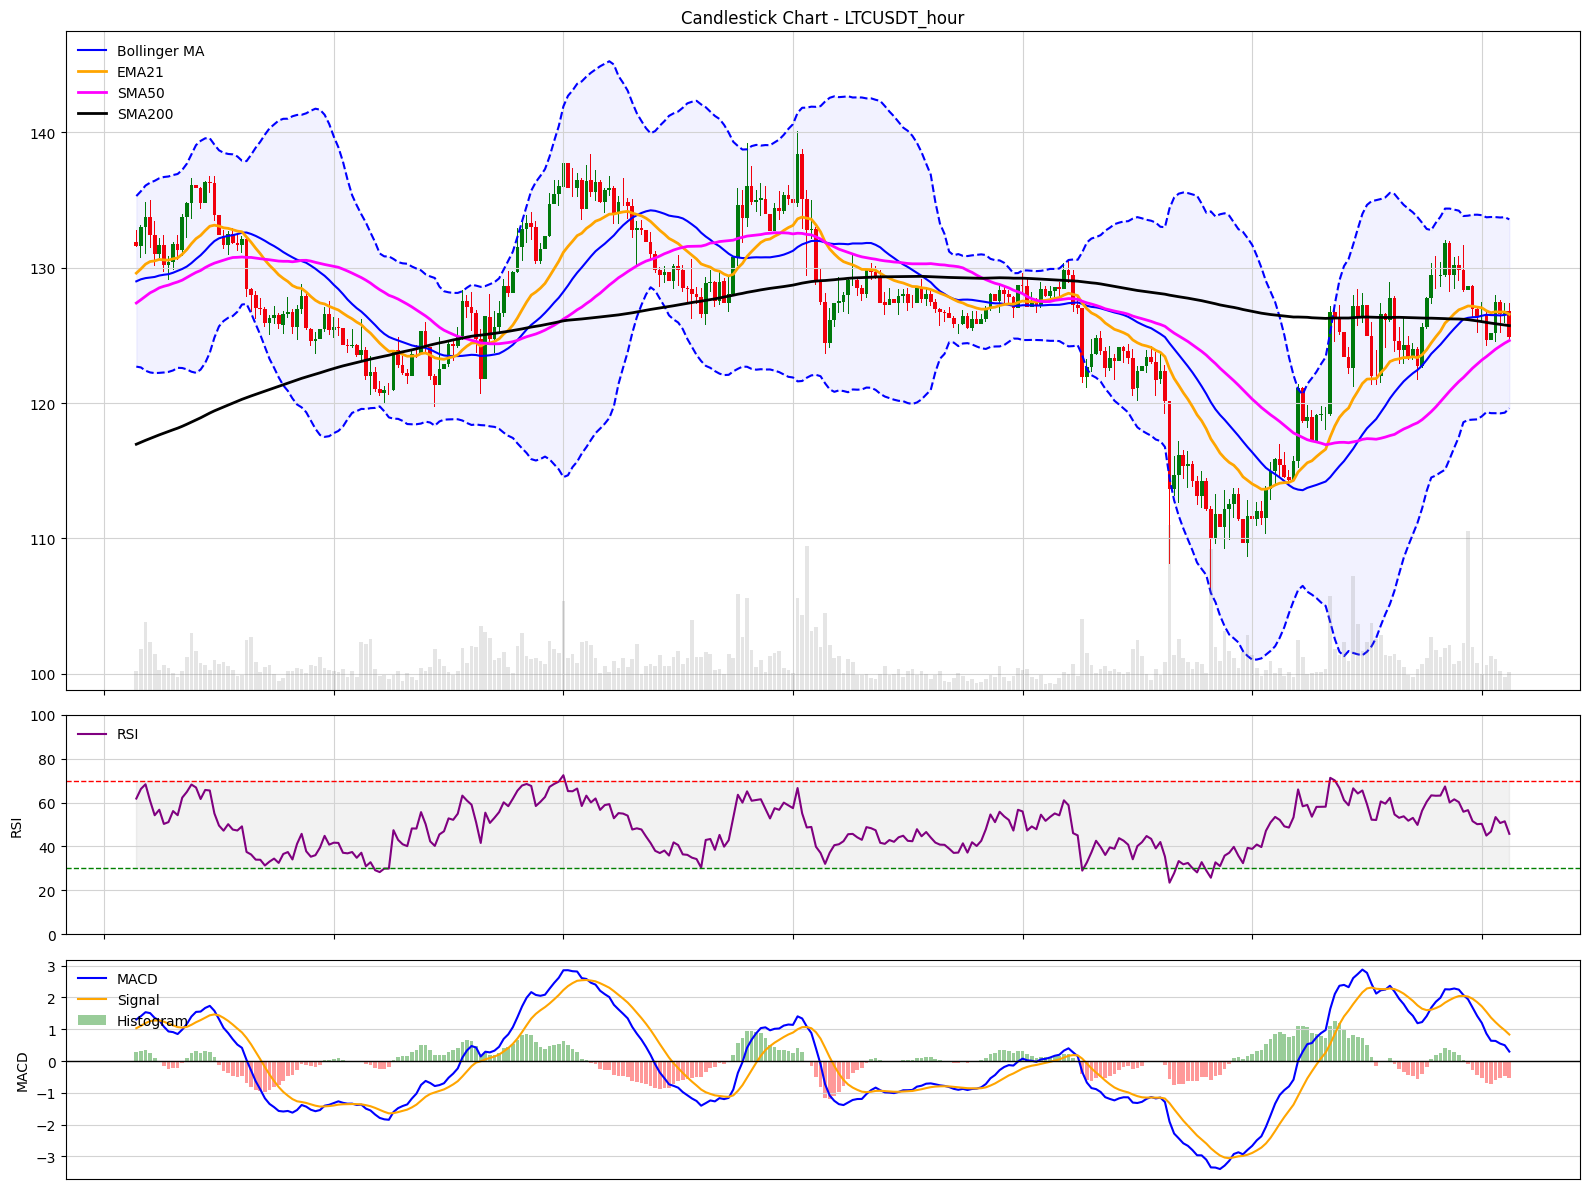 Candlestick Chart - LTCUSDT_hour
Bollinger MA
EMA21
SMA50
SMA200
140
130
120
110
100
RSI
100
80
60
40
20
0
RSI
MACD
Signal
Histogram
3
2
1
0
−1
−2
−3
MACD